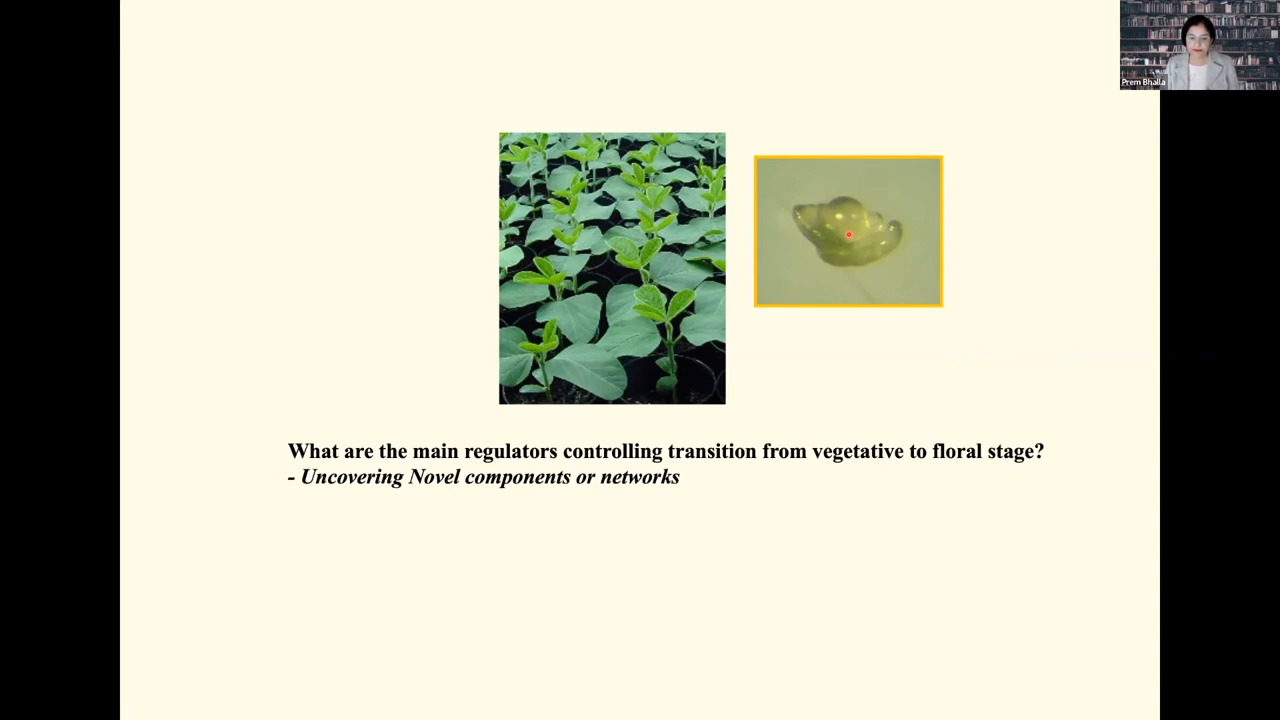 Prem Bhalla
What are the main regulators controlling transition from vegetative to floral stage?
- Uncovering Novel components or networks